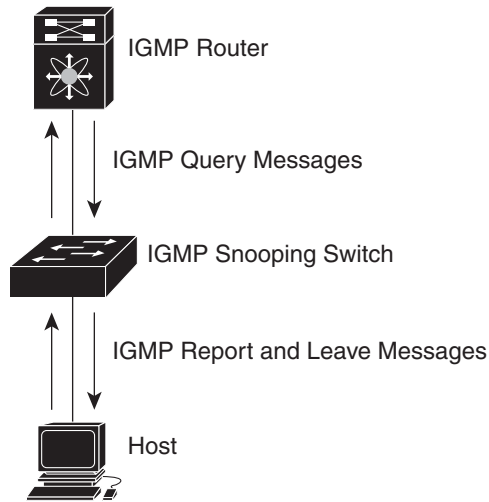 IGMP Router
IGMP Query Messages
IGMP Snooping Switch
IGMP Report and Leave Messages
Host